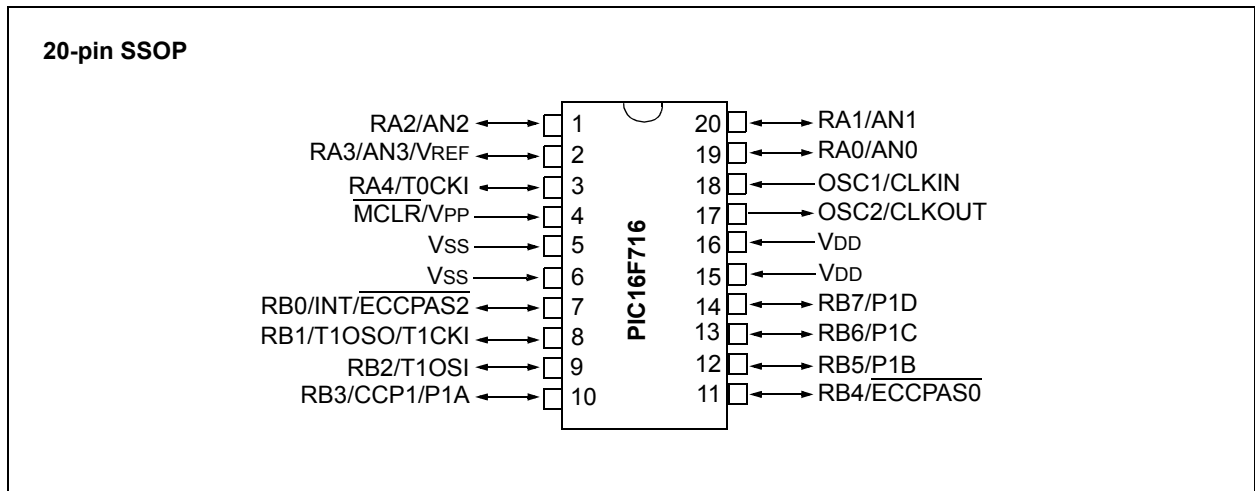 20-pin SSOP
RA2/AN2
RA3/AN3/VREF
RA4/T0CKI
MCLR/VPP
VSS
VSS
RB0/INT/ECCPAS2
RB1/T1OSO/T1CKI
RB2/T1OSI
RB3/CCP1/P1A
1
2
3
4
5
6
7
8
9
10
PIC16F716
20
19
18
17
16
15
14
13
12
11
RA1/AN1
RA0/AN0
OSC1/CLKIN
OSC2/CLKOUT
VDD
VDD
RB7/P1D
RB6/P1C
RB5/P1B
RB4/ECCPAS0